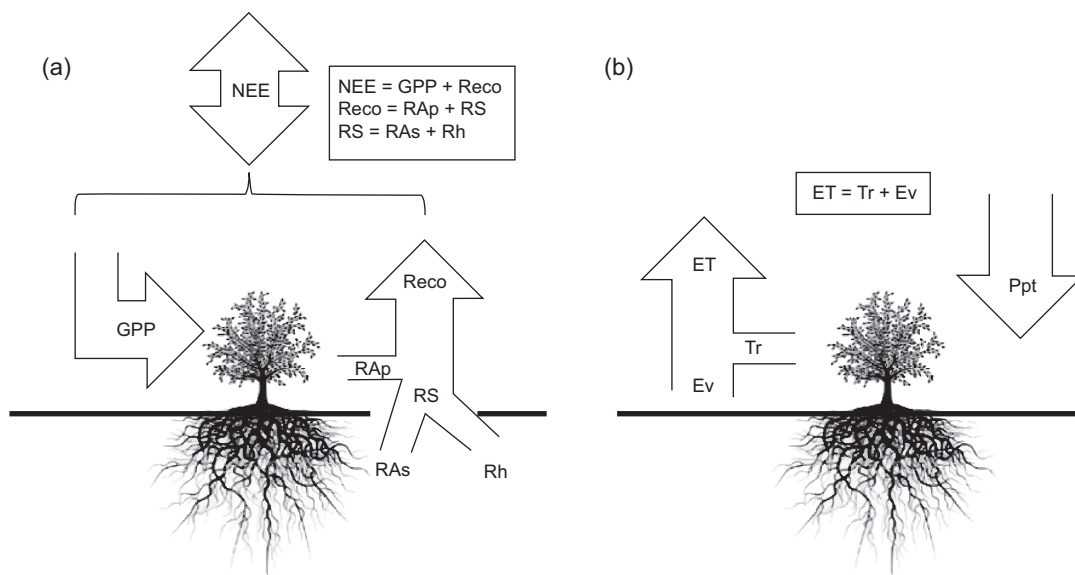 (a)
NEE
NEE = GPP + Reco
Reco = RAp + RS
RS = RAs + Rh
GPP
Reco
RAp
RS
RAs
Rh
(b)
ET = Tr + Ev
ET
Ppt
Tr
Ev